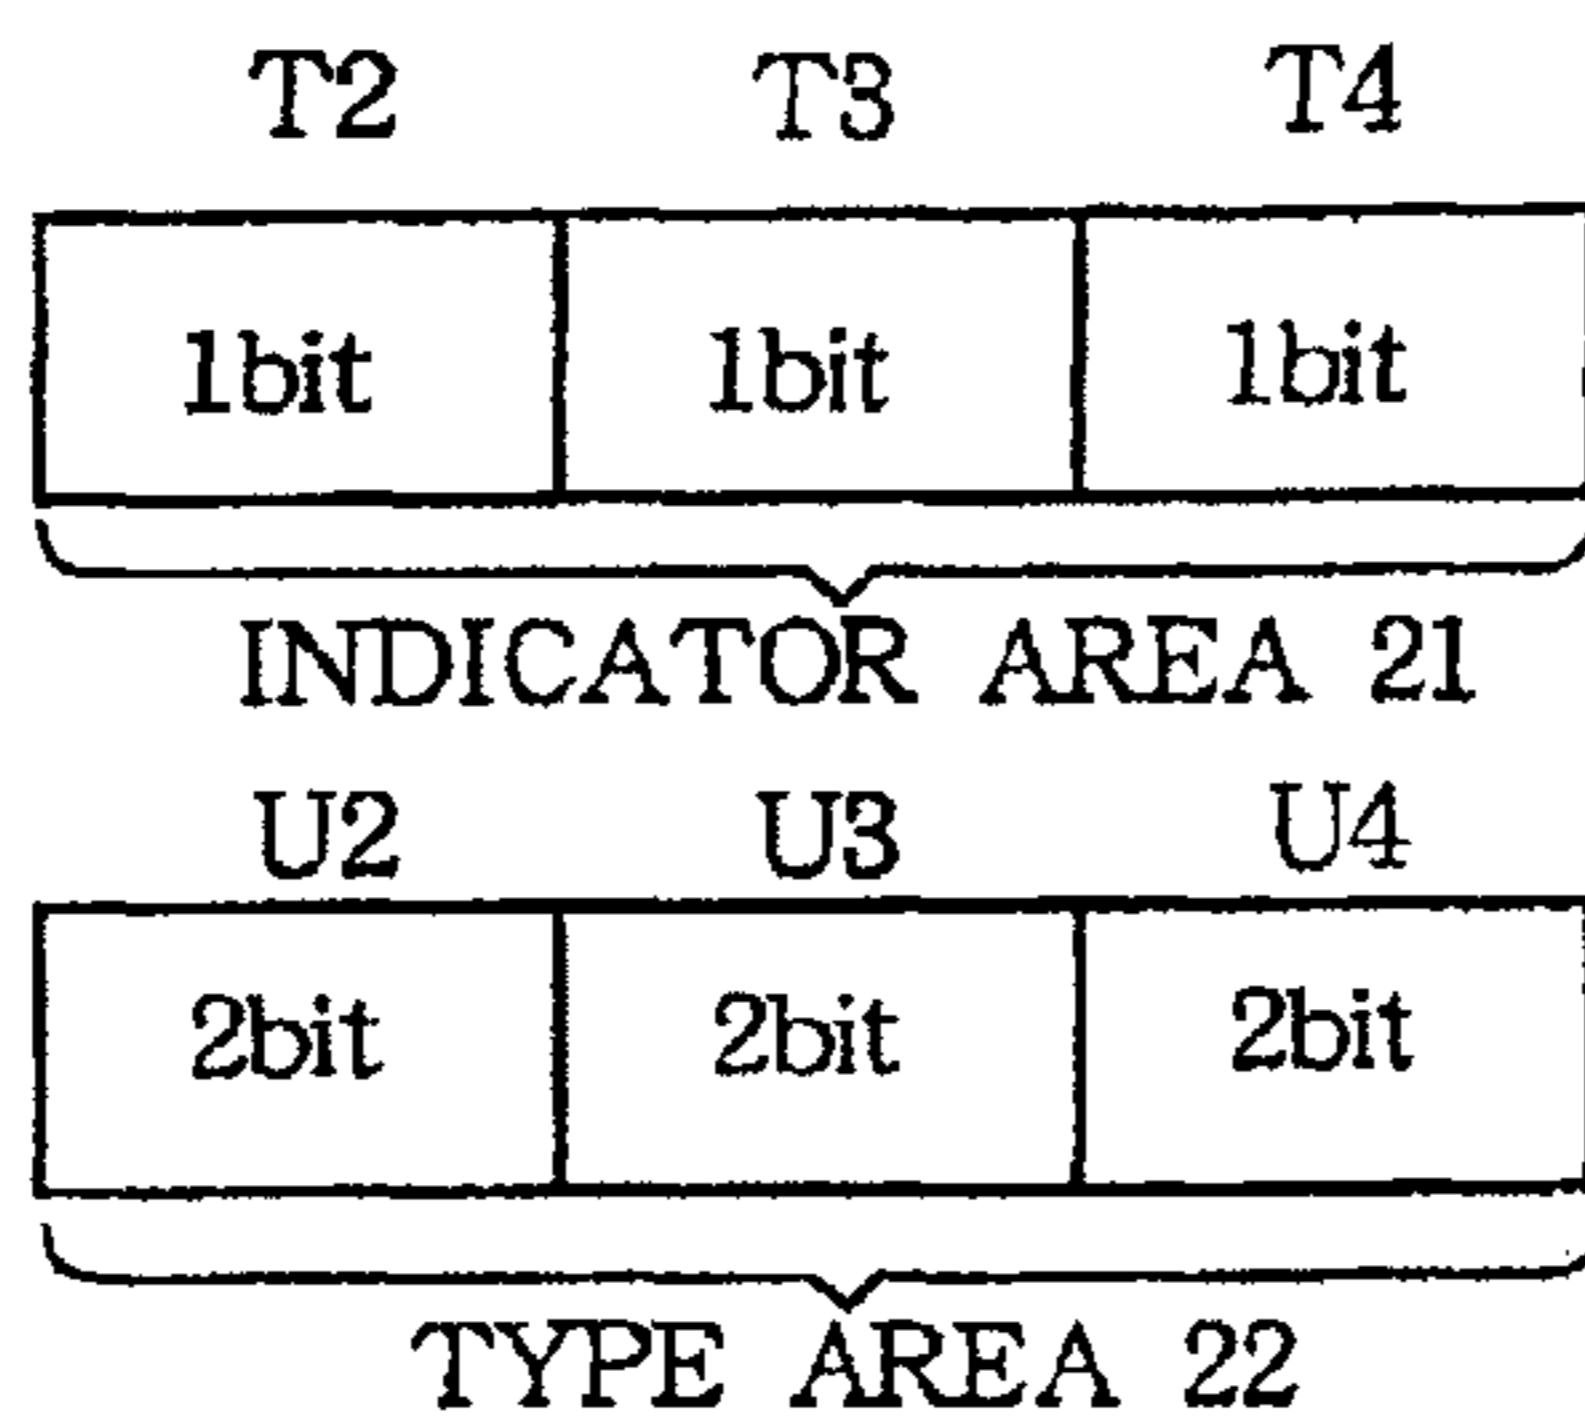 T2 T3 T4
1bit 1bit 1bit
INDICATOR AREA 21
U2 U3 U4
2bit 2bit 2bit
TYPE AREA 22